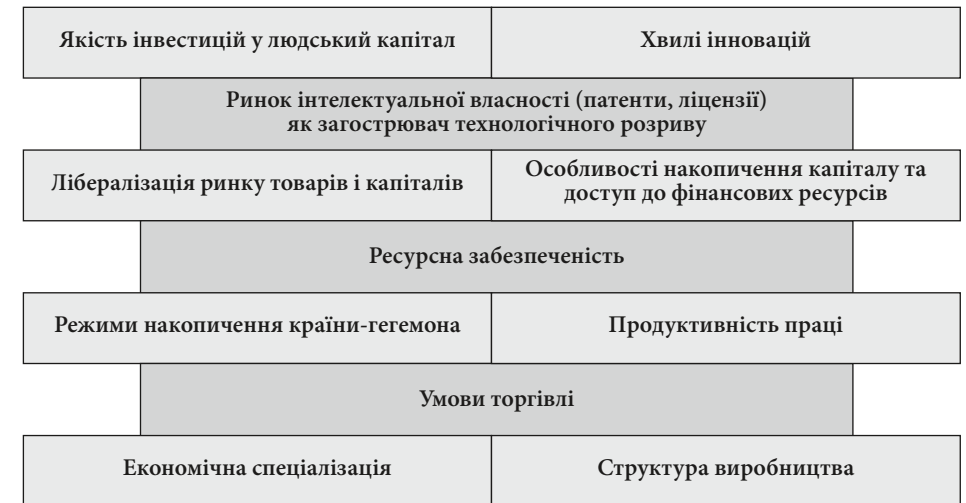 Якість інвестицій у людський капітал
Хвилі інновацій
Ринок інтелектуальної власності (патенти, ліцензії)
як загострювач технологічного розриву
Лібералізація ринку товарів і капіталів
Особливості накопичення капіталу та
доступ до фінансових ресурсів
Ресурсна забезпеченість
Режими накопичення країни-гегемона
Продуктивність праці
Умови торгівлі
Економічна спеціалізація
Структура виробництва